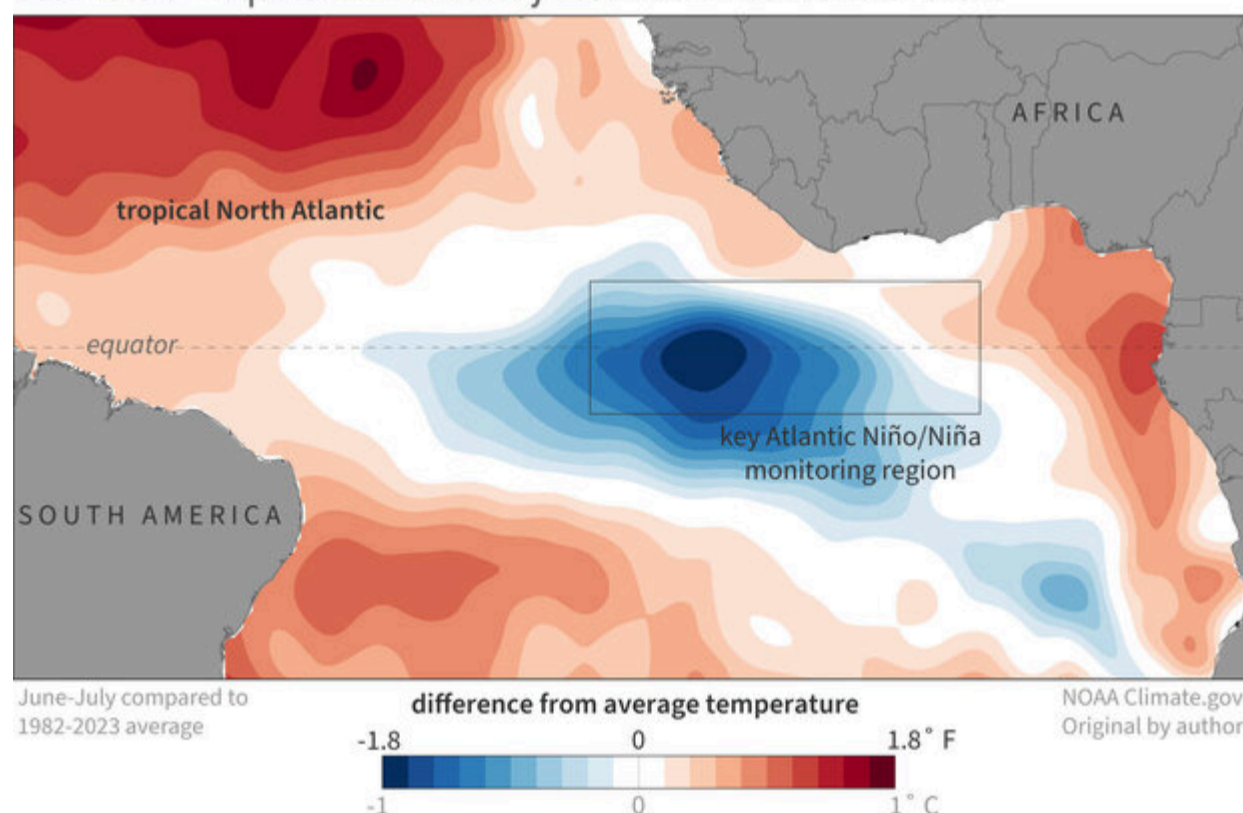 AFRICA
tropical North Atlantic
equator
key Atlantic Niño/Niña
monitoring region
SOUTH AMERICA
June-July compared to
1982-2023 average
difference from average temperature
NOAA Climate.gov
Original by author
-1.8 0 1.8° F
-1 0 1° C